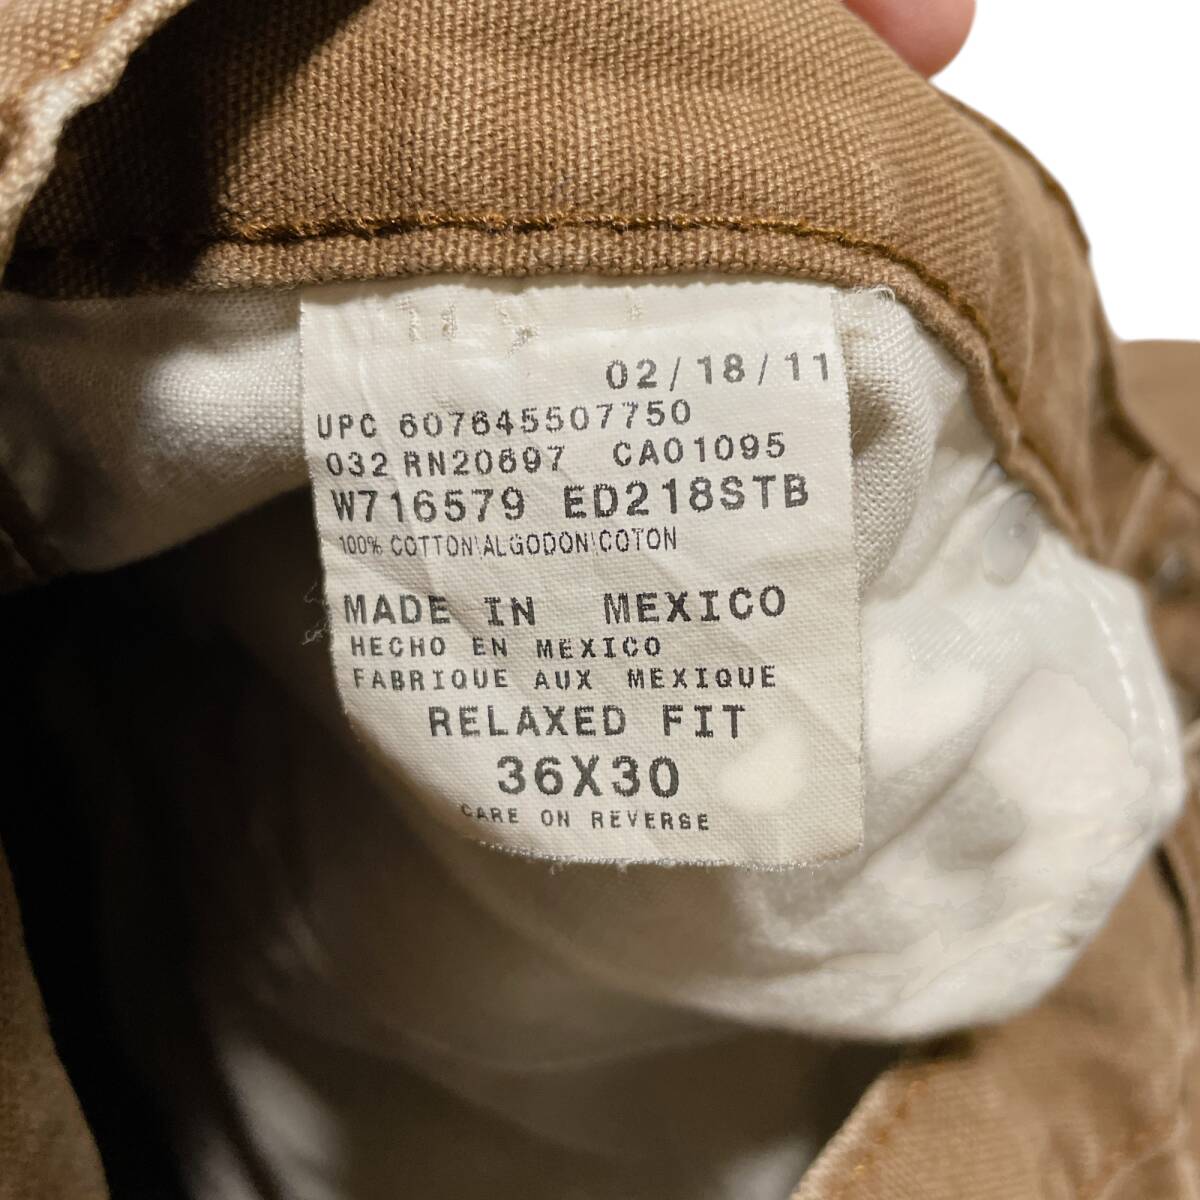 02/18/11
UPC 607645507750
032 RN20697 CA01095
W716579 ED218STB
100% COTTON\ALGODON\COTON
MADE IN MEXICO
HECHO EN MEXICO
FABRIQUE AUX MEXIQUE
RELAXED FIT
36X30
CARE ON REVERSE